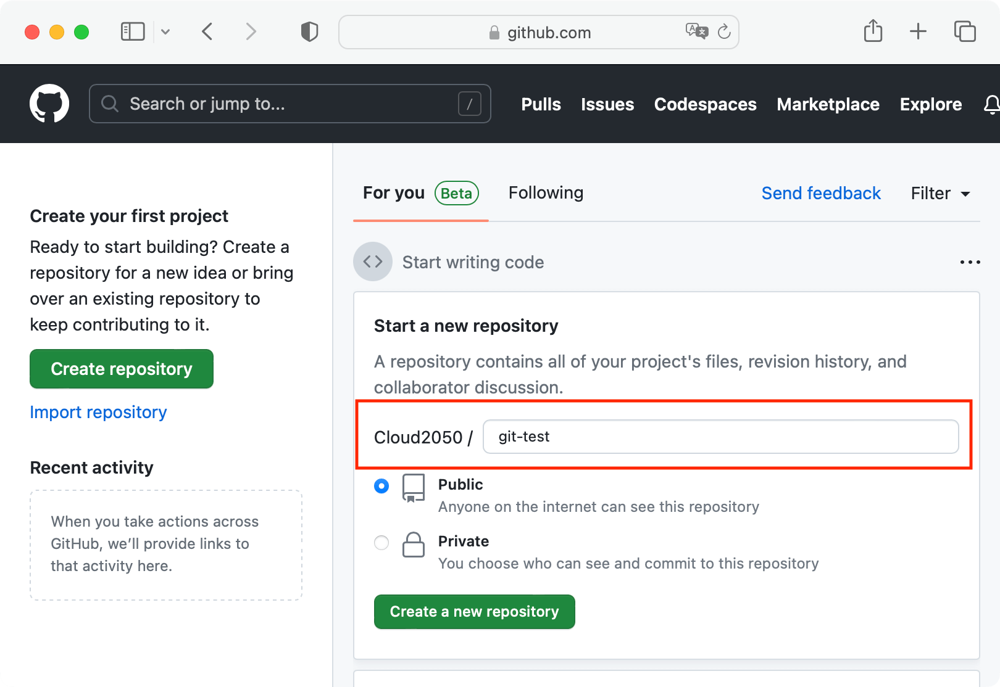 github.com
Search or jump to...
/
Pulls
Issues
Codespaces
Marketplace
Explore
Create your first project
Ready to start building? Create a
repository for a new idea or bring
over an existing repository to
keep contributing to it.
Create repository
Import repository
Recent activity
When you take actions across
GitHub, we’ll provide links to
that activity here.
For you Beta
Following
Send feedback
Filter
Start writing code
Start a new repository
A repository contains all of your project's files, revision history, and
collaborator discussion.
Cloud2050 / git-test
Public
Anyone on the internet can see this repository
Private
You choose who can see and commit to this repository
Create a new repository